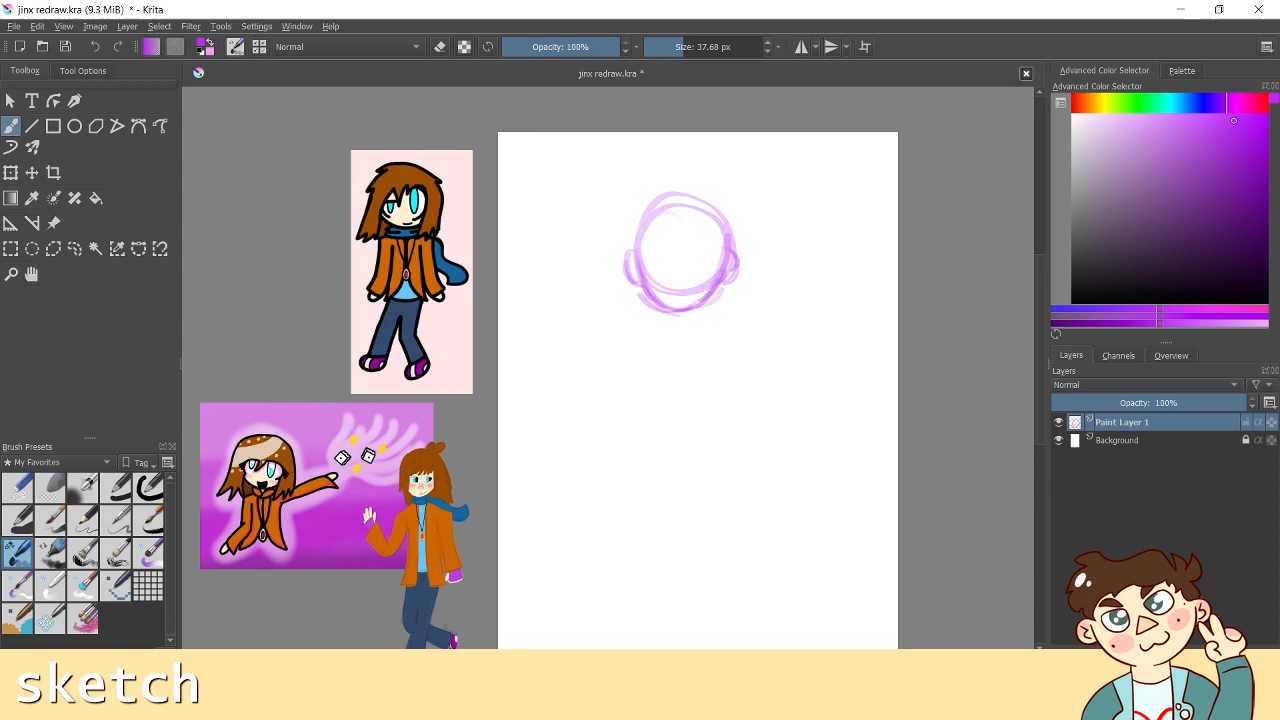 jinx redraw.kra (9.3 MiB) * - Krita
File Edit View Image Layer Filter Select Tools Settings Window Help
Normal Opacity: 100% Size: 37.68 px
Toolbox Tool Options
jinx redraw.kra *
Advanced Color Selector Palette
Advanced Color Selector
Layers Channels Overview
Layers
Normal
Opacity: 100%
Paint Layer 1
Background
Brush Presets
★ My Favorites Tag
sketch